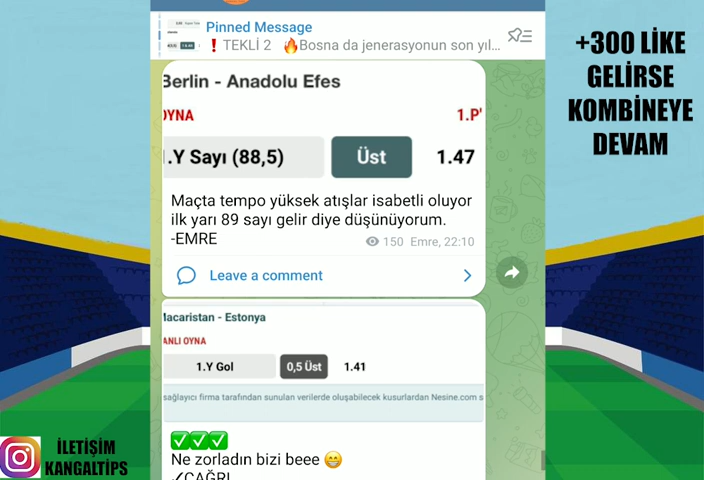 Pinned Message
❗ TEKLİ 2 🔥Bosna da jenerasyonun son yıl...
+300 LİKE
GELİRSE
KOMBİNEYE
DEVAM
Berlin - Anadolu Efes
OYNA 1.P'
1.Y Sayı (88,5) Üst 1.47
Maçta tempo yüksek atışlar isabetli oluyor
ilk yarı 89 sayı gelir diye düşünüyorum.
-EMRE
150 Emre, 22:10
Leave a comment
Macaristan - Estonya
ANLI OYNA
1.Y Gol 0,5 Üst 1.41
sağlayıcı firma tarafından sunulan verilerde oluşabilecek kusurlardan Nesine.com s
✅✅✅
Ne zorladın bizi beee 😁
✓ÇAĞRI
İLETİŞİM
KANGALTİPS